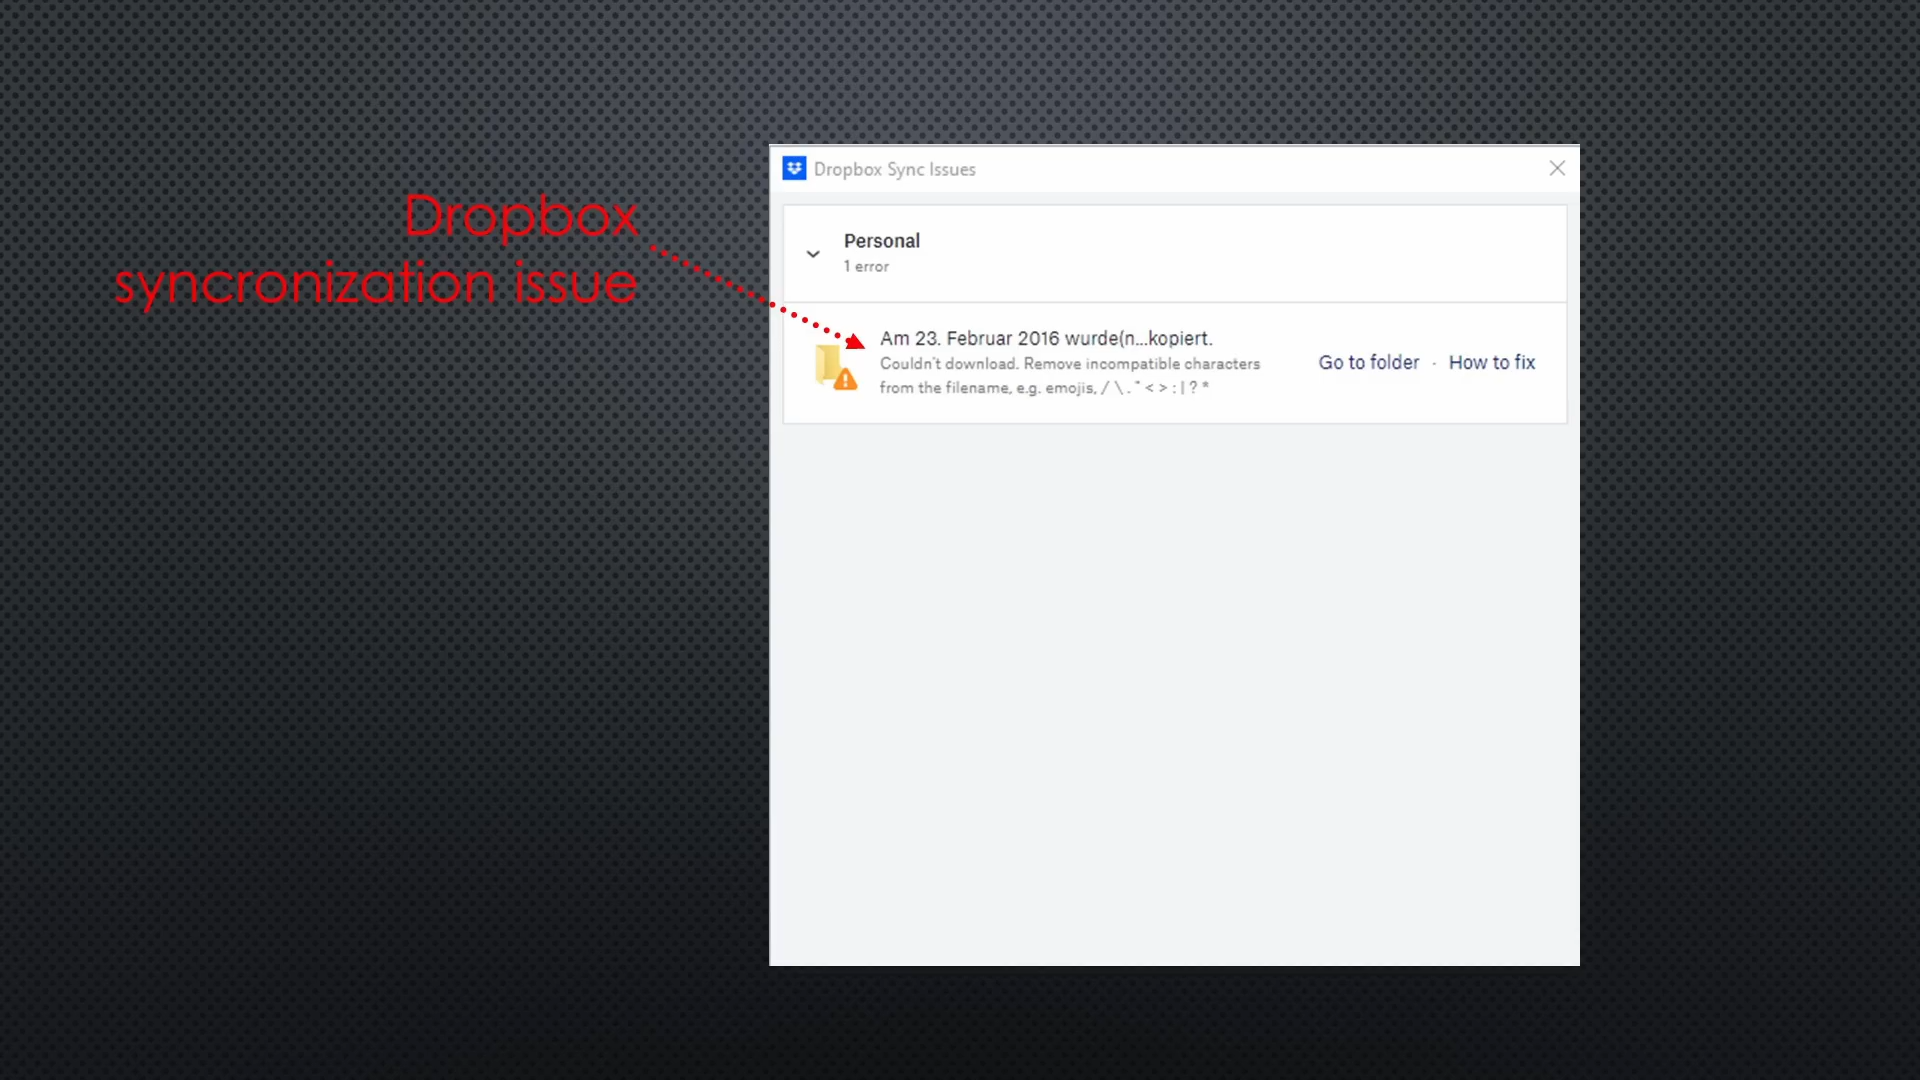 Dropbox
syncronization issue
Dropbox Sync Issues
Personal
1 error
Am 23. Februar 2016 wurde(n...kopiert.
Couldn't download. Remove incompatible characters
from the filename, e.g. emojis, / \ . " < > : | ? *
Go to folder · How to fix